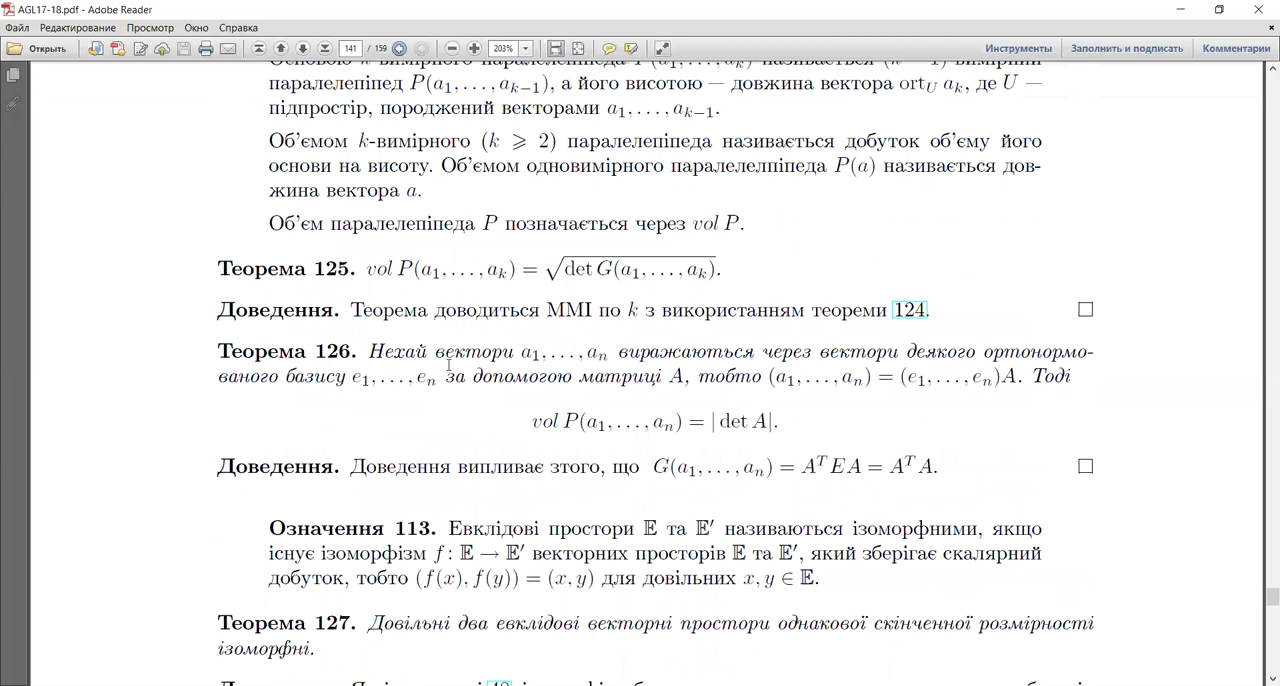 AGL17-18.pdf - Adobe Reader
Файл Редактирование Просмотр Окно Справка
Открыть 141 / 159 203% Инструменты Заполнить и подписать Комментарии
паралелепіпед P(a₁, . . . , aₖ₋₁), а його висотою — довжина вектора ort_U aₖ, де U —
підпростір, породжений векторами a₁, . . . , aₖ₋₁.
Об'ємом k-вимірного (k ⩾ 2) паралелепіпеда називається добуток об'єму його
основи на висоту. Об'ємом одновимірного паралелелпіпеда P(a) називається дов-
жина вектора a.
Об'єм паралелепіпеда P позначається через vol P.
Теорема 125. vol P(a₁, . . . , aₖ) = √det G(a₁, . . . , aₖ).
Доведення. Теорема доводиться ММІ по k з використанням теореми 124. □
Теорема 126. Нехай вектори a₁, . . . , aₙ виражаються через вектори деякого ортонормо-
ваного базису e₁, . . . , eₙ за допомогою матриці A, тобто (a₁, . . . , aₙ) = (e₁, . . . , eₙ)A. Тоді
vol P(a₁, . . . , aₙ) = | det A|.
Доведення. Доведення випливає зтого, що G(a₁, . . . , aₙ) = AᵀEA = AᵀA. □
Означення 113. Евклідові простори 𝔼 та 𝔼′ називаються ізоморфними, якщо
існує ізоморфізм f : 𝔼 → 𝔼′ векторних просторів 𝔼 та 𝔼′, який зберігає скалярний
добуток, тобто (f(x), f(y)) = (x, y) для довільних x, y ∈ 𝔼.
Теорема 127. Довільні два евклідові векторні простори однакової скінченної розмірності
ізоморфні.